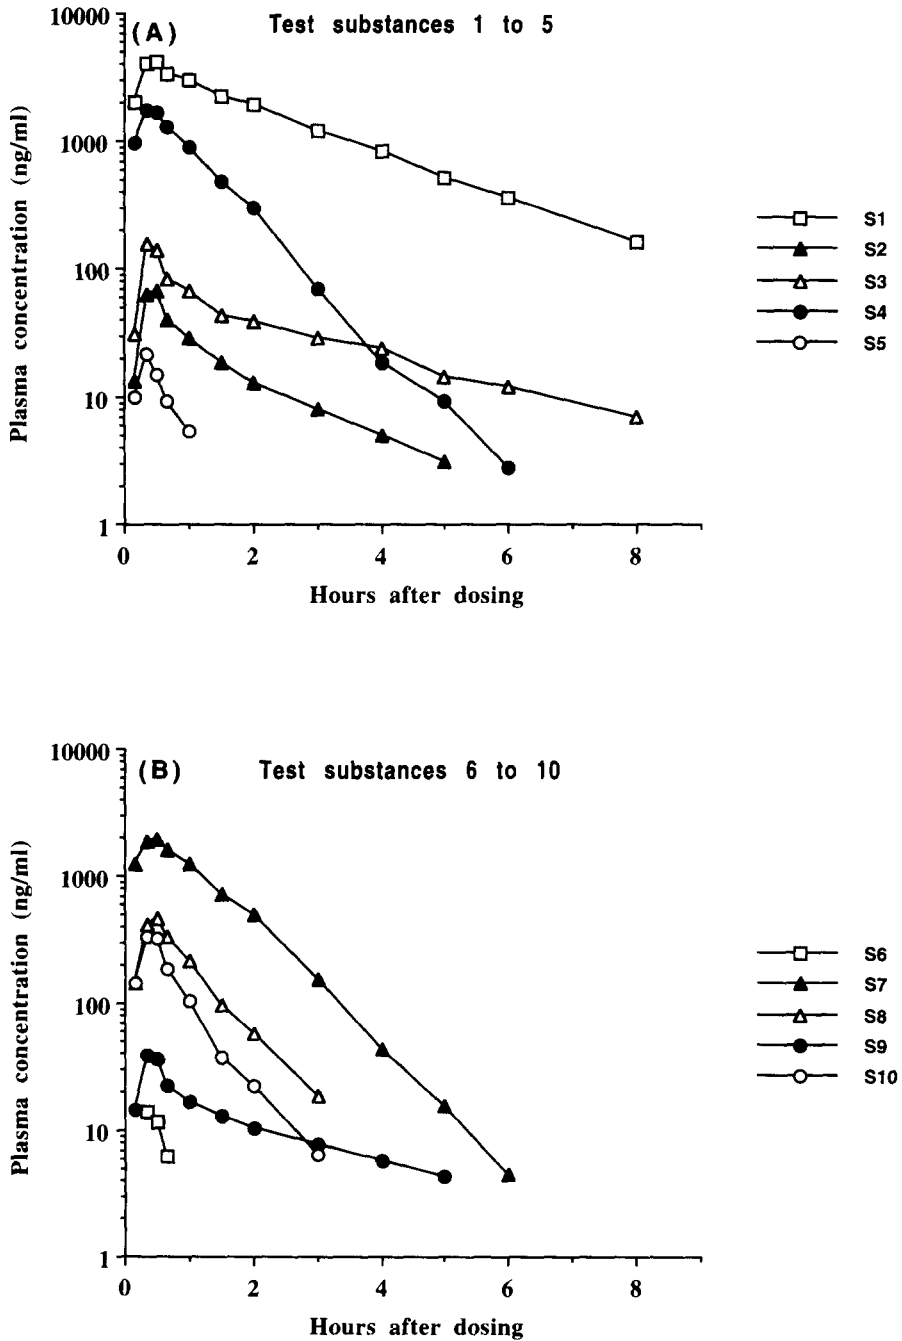 (A) Test substances 1 to 5
10000
1000
100
10
1
Plasma concentration (ng/ml)
0 2 4 6 8
Hours after dosing
S1
S2
S3
S4
S5
(B) Test substances 6 to 10
10000
1000
100
10
1
Plasma concentration (ng/ml)
0 2 4 6 8
Hours after dosing
S6
S7
S8
S9
S10